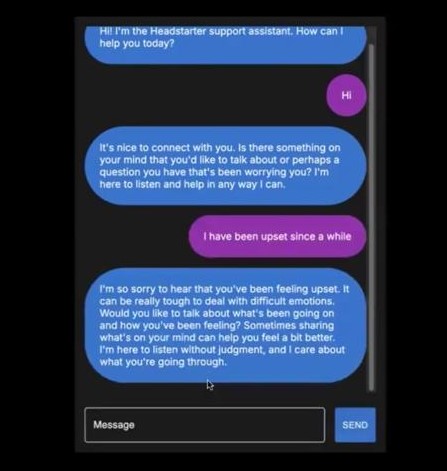 Hi! I'm the Headstarter support assistant. How can I
help you today?
Hi
It's nice to connect with you. Is there something on
your mind that you'd like to talk about or perhaps a
question you have that's been worrying you? I'm
here to listen and help in any way I can.
I have been upset since a while
I'm so sorry to hear that you've been feeling upset. It
can be really tough to deal with difficult emotions.
Would you like to talk about what's been going on
and how you've been feeling? Sometimes sharing
what's on your mind can help you feel a bit better.
I'm here to listen without judgment, and I care about
what you're going through.
Message
SEND